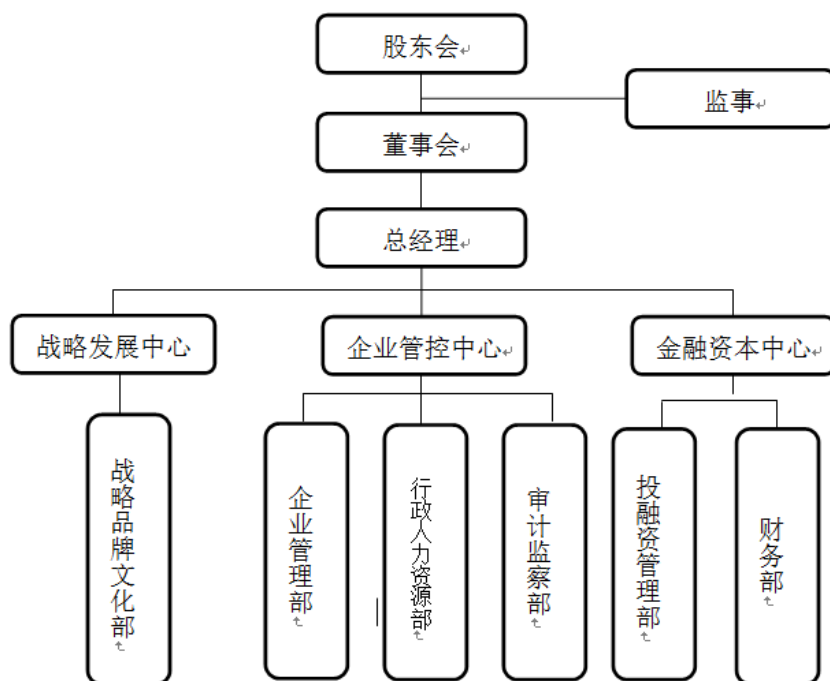 股东会
监事
董事会
总经理
战略发展中心
企业管控中心
金融资本中心
战略品牌文化部
企业管理部
行政人力资源部
审计监察部
投融资管理部
财务部